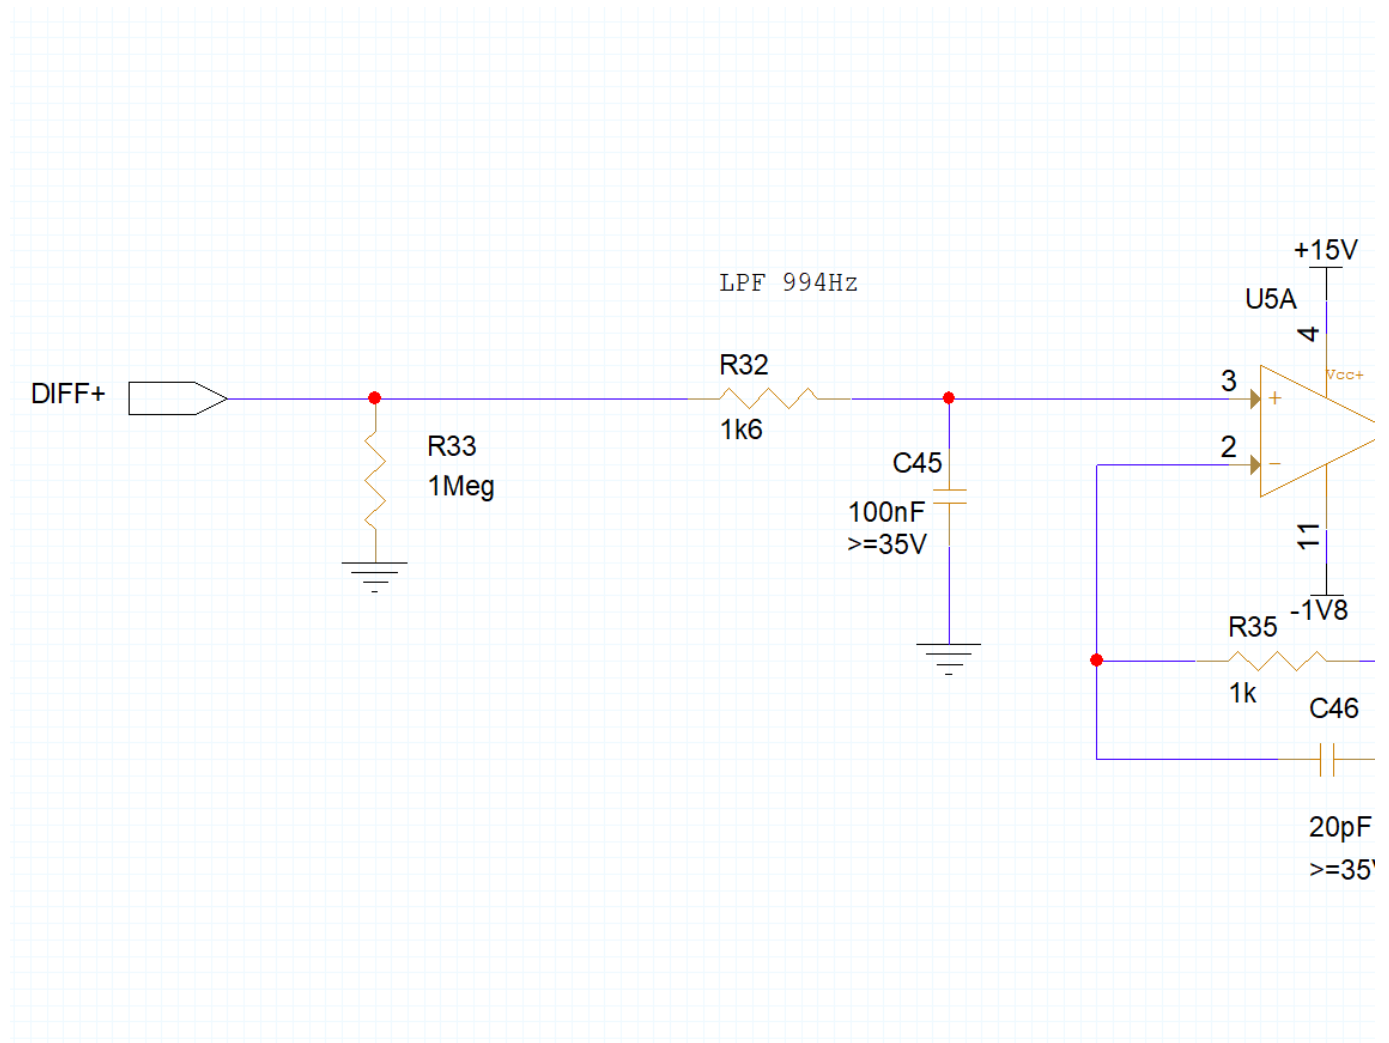 +15V
LPF 994Hz
U5A
4
R32
Vcc+
DIFF+
3
+
1k6
R33
2
−
C45
1Meg
100nF
>=35V
11
-1V8
R35
1k
C46
20pF
>=35V